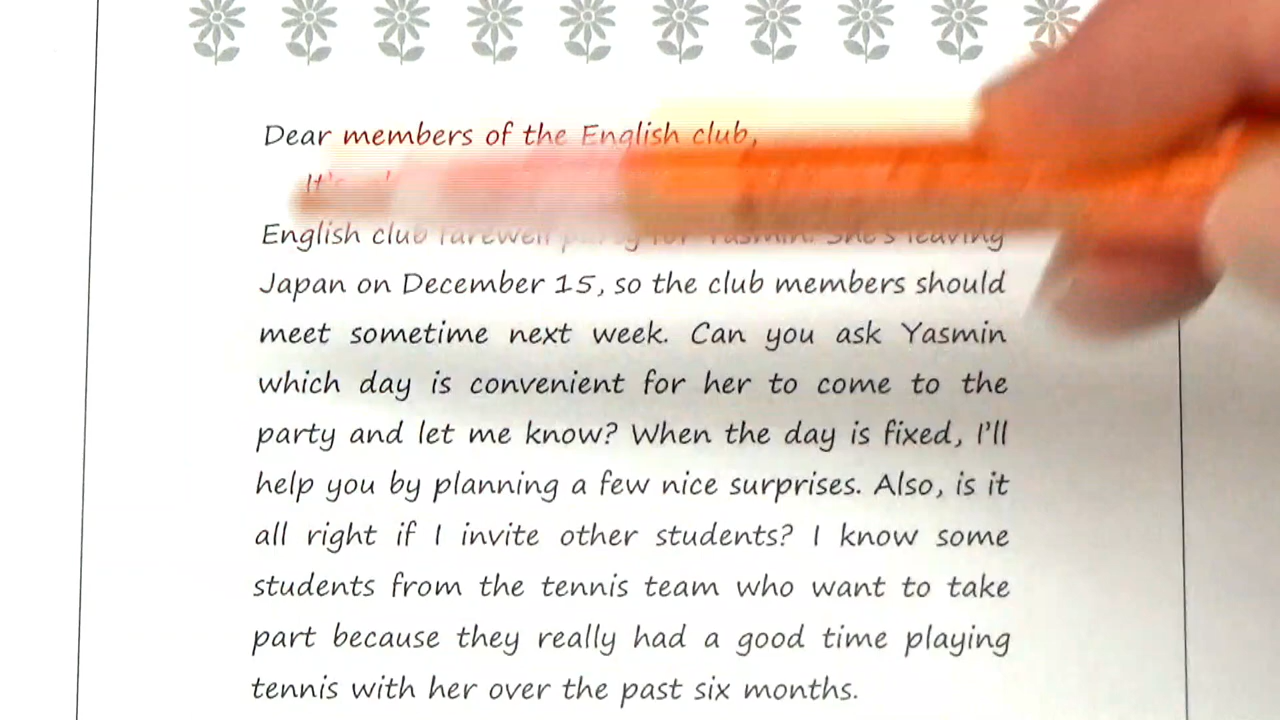 Dear members of the English club,
It's
English club farewell party for Yasmin. She's leaving
Japan on December 15, so the club members should
meet sometime next week. Can you ask Yasmin
which day is convenient for her to come to the
party and let me know? When the day is fixed, I'll
help you by planning a few nice surprises. Also, is it
all right if I invite other students? I know some
students from the tennis team who want to take
part because they really had a good time playing
tennis with her over the past six months.